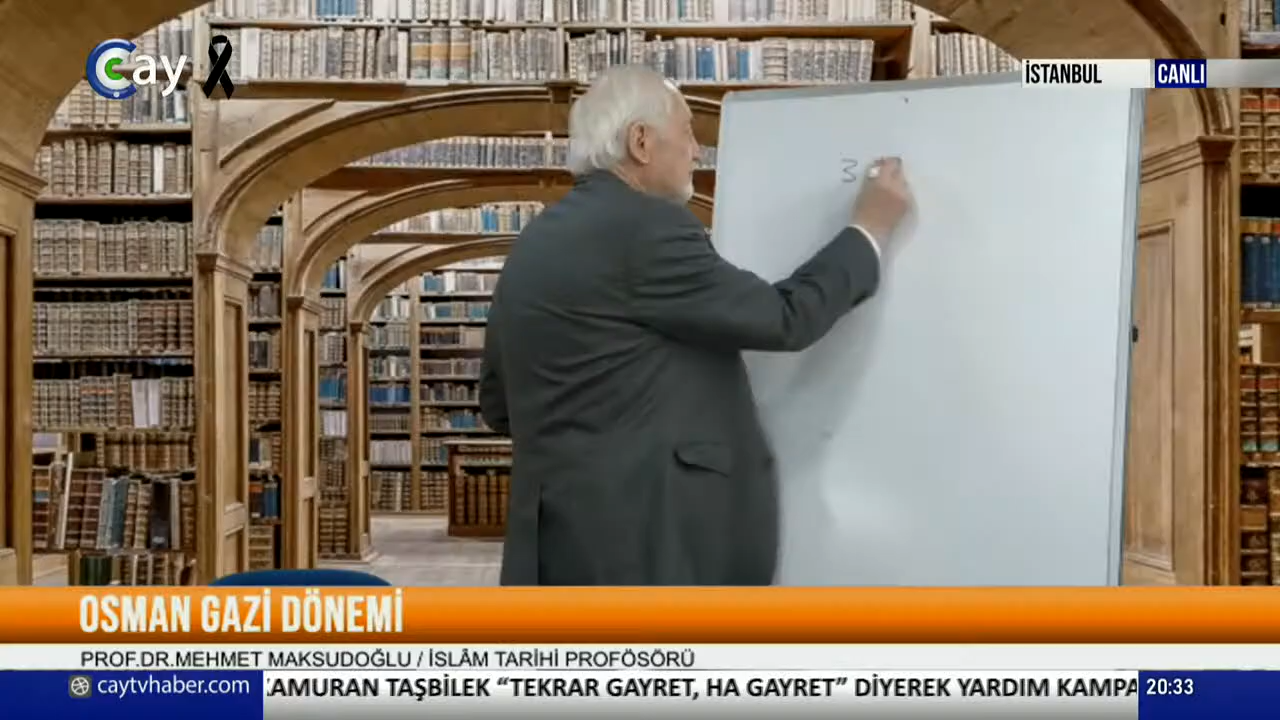 Çay
İSTANBUL
CANLI
3
OSMAN GAZİ DÖNEMİ
PROF.DR.MEHMET MAKSUDOĞLU / İSLÂM TARİHİ PROFÖSÖRÜ
caytvhaber.com
KAMURAN TAŞBİLEK “TEKRAR GAYRET, HA GAYRET” DİYEREK YARDIM KAMPA
20:33